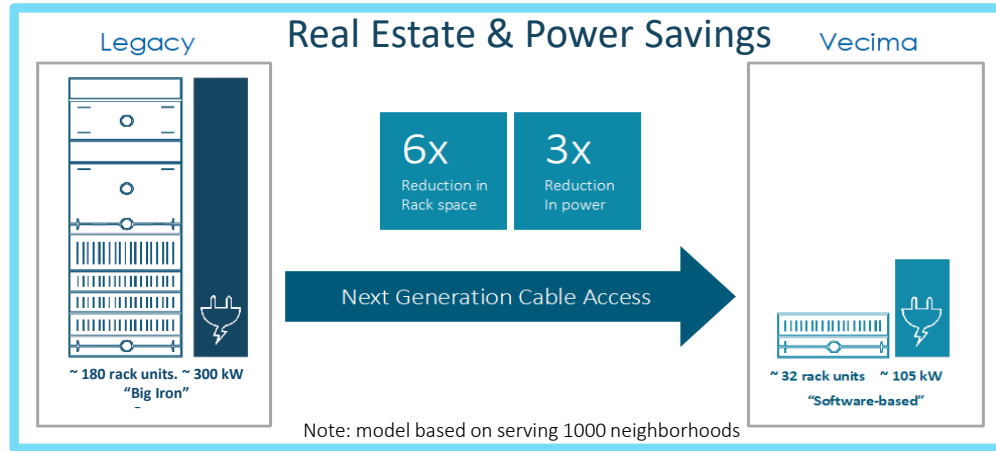 Real Estate & Power Savings
Legacy
Vecima
6x
Reduction in
Rack space
3x
Reduction
In power
Next Generation Cable Access
~ 180 rack units. ~ 300 kW
“Big Iron”
~ 32 rack units ~ 105 kW
“Software-based”
Note: model based on serving 1000 neighborhoods